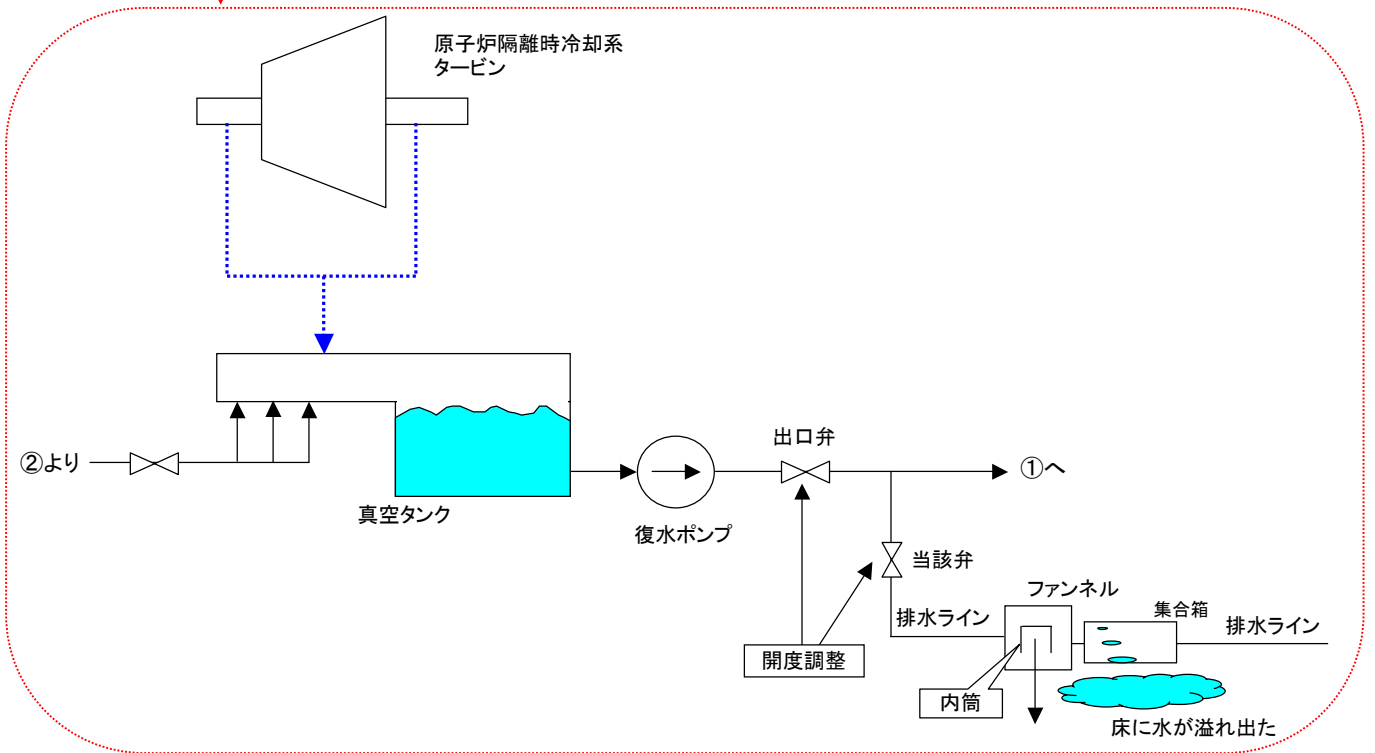 原子炉隔離時冷却系
タービン
②より
真空タンク
復水ポンプ
出口弁
①へ
当該弁
開度調整
排水ライン
ファンネル
内筒
集合箱
排水ライン
床に水が溢れ出た